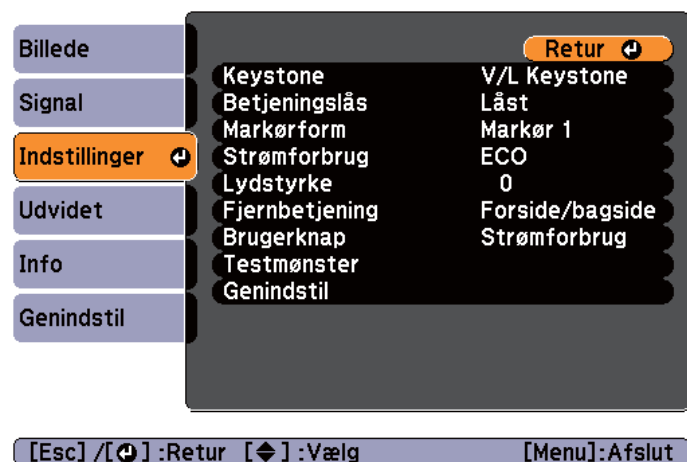 Billede
Signal
Indstillinger
Udvidet
Info
Genindstil
Retur
Keystone V/L Keystone
Betjeningslås Låst
Markørform Markør 1
Strømforbrug ECO
Lydstyrke 0
Fjernbetjening Forside/bagside
Brugerknap Strømforbrug
Testmønster
Genindstil
[Esc] /[⏎] :Retur [◆] :Vælg [Menu]:Afslut